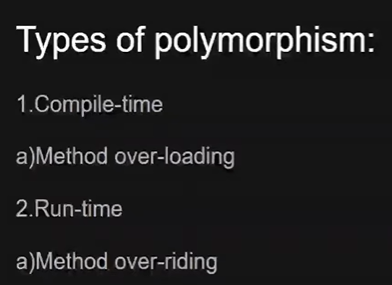 Types of polymorphism:
1.Compile-time
a)Method over-loading
2.Run-time
a)Method over-riding